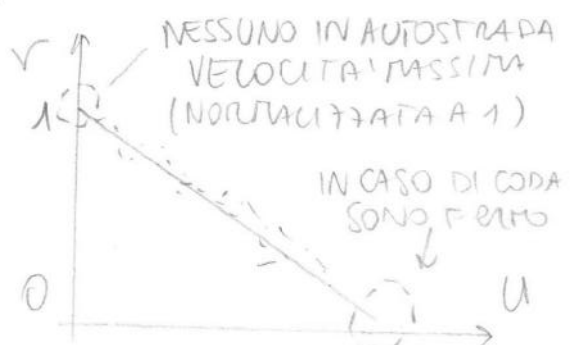 v
NESSUNO IN AUTOSTRADA
VELOCITA' MASSIMA
1
(NORMALIZZATA A 1)
IN CASO DI CODA
SONO FERMO
0
u